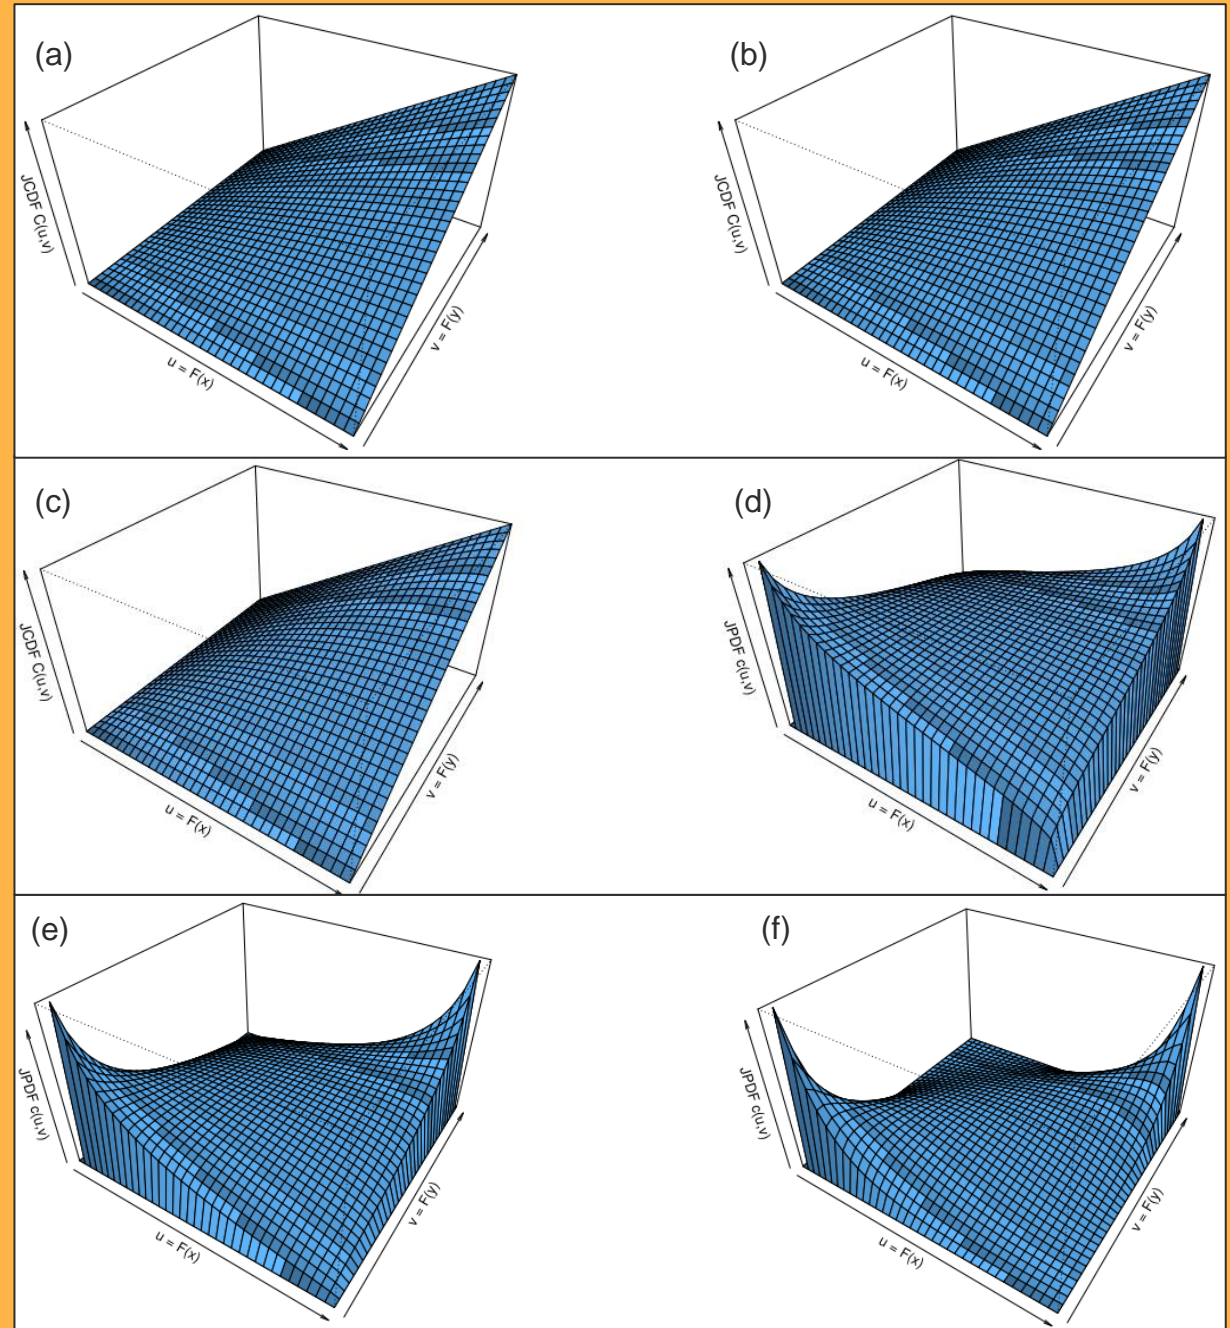 (a)
JCDF C(u,v)
u = F(x)
v = F(y)
(b)
JCDF C(u,v)
u = F(x)
v = F(y)
(c)
JCDF C(u,v)
u = F(x)
v = F(y)
(d)
JPDF c(u,v)
u = F(x)
v = F(y)
(e)
JPDF c(u,v)
u = F(x)
v = F(y)
(f)
JPDF c(u,v)
u = F(x)
v = F(y)